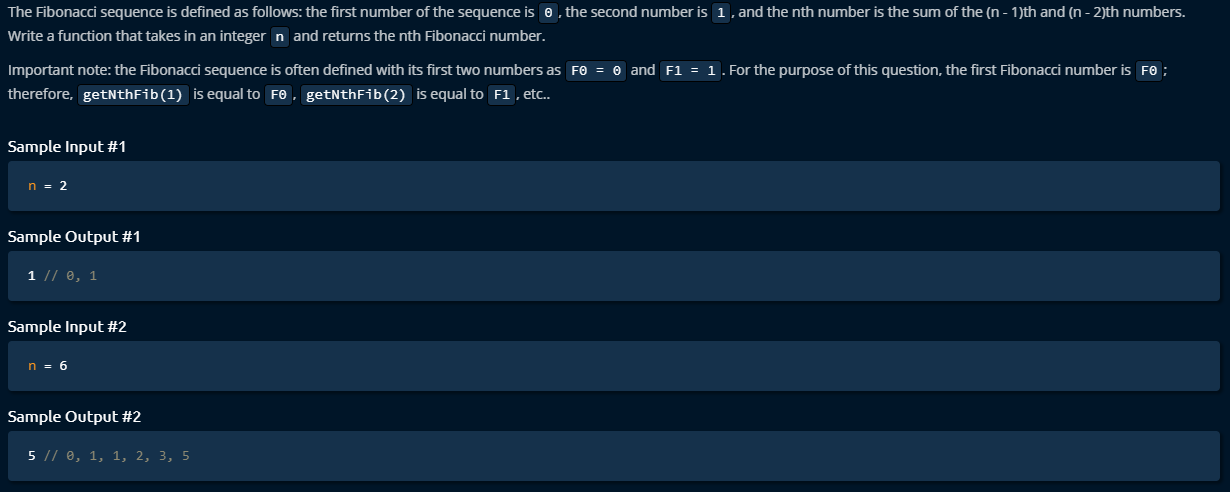 The Fibonacci sequence is defined as follows: the first number of the sequence is 0, the second number is 1, and the nth number is the sum of the (n - 1)th and (n - 2)th numbers.
Write a function that takes in an integer n and returns the nth Fibonacci number.
Important note: the Fibonacci sequence is often defined with its first two numbers as F0 = 0 and F1 = 1. For the purpose of this question, the first Fibonacci number is F0;
therefore, getNthFib(1) is equal to F0, getNthFib(2) is equal to F1, etc..
Sample Input #1
n = 2
Sample Output #1
1 // 0, 1
Sample Input #2
n = 6
Sample Output #2
5 // 0, 1, 1, 2, 3, 5